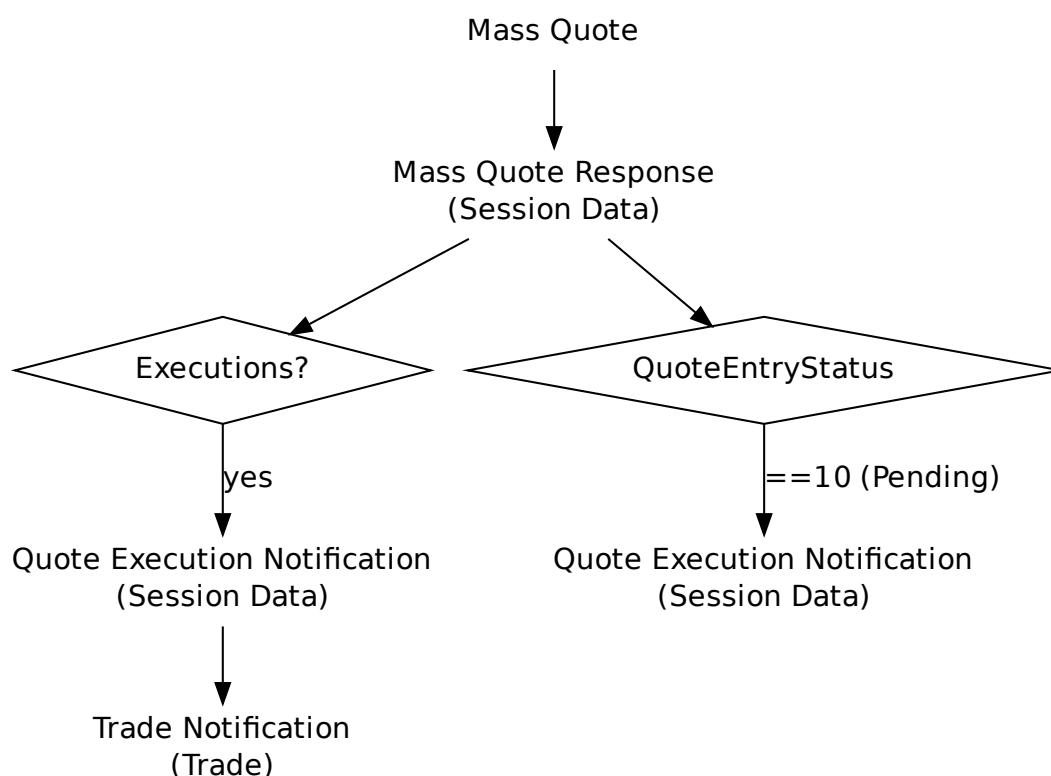 Mass Quote
Mass Quote Response
(Session Data)
Executions?
QuoteEntryStatus
yes
==10 (Pending)
Quote Execution Notification
(Session Data)
Quote Execution Notification
(Session Data)
Trade Notification
(Trade)